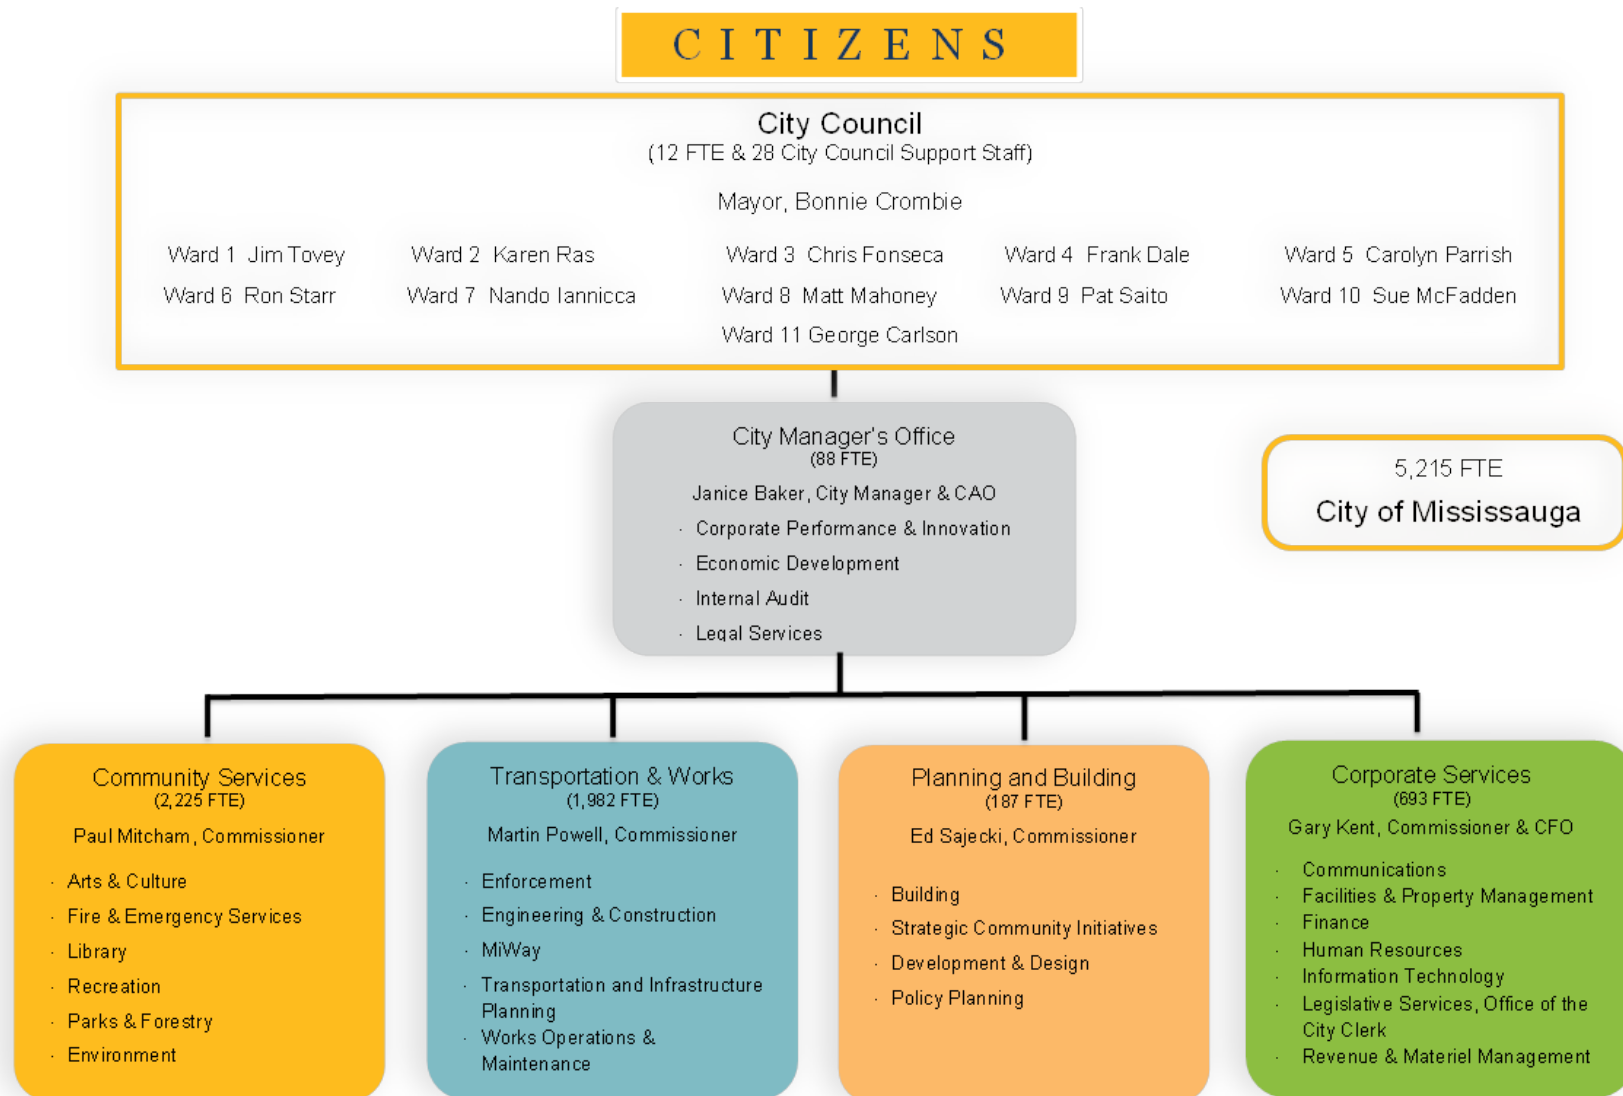 CITIZENS
City Council
(12 FTE & 28 City Council Support Staff)
Mayor, Bonnie Crombie
Ward 1 Jim Tovey
Ward 2 Karen Ras
Ward 3 Chris Fonseca
Ward 4 Frank Dale
Ward 5 Carolyn Parrish
Ward 6 Ron Starr
Ward 7 Nando Iannicca
Ward 8 Matt Mahoney
Ward 9 Pat Saito
Ward 10 Sue McFadden
Ward 11 George Carlson
City Manager's Office
(88 FTE)
Janice Baker, City Manager & CAO
· Corporate Performance & Innovation
· Economic Development
· Internal Audit
· Legal Services
5,215 FTE
City of Mississauga
Community Services
(2,225 FTE)
Paul Mitcham, Commissioner
· Arts & Culture
· Fire & Emergency Services
· Library
· Recreation
· Parks & Forestry
· Environment
Transportation & Works
(1,982 FTE)
Martin Powell, Commissioner
· Enforcement
· Engineering & Construction
· MiWay
· Transportation and Infrastructure
Planning
· Works Operations &
Maintenance
Planning and Building
(187 FTE)
Ed Sajecki, Commissioner
· Building
· Strategic Community Initiatives
· Development & Design
· Policy Planning
Corporate Services
(693 FTE)
Gary Kent, Commissioner & CFO
· Communications
· Facilities & Property Management
· Finance
· Human Resources
· Information Technology
· Legislative Services, Office of the
City Clerk
· Revenue & Materiel Management